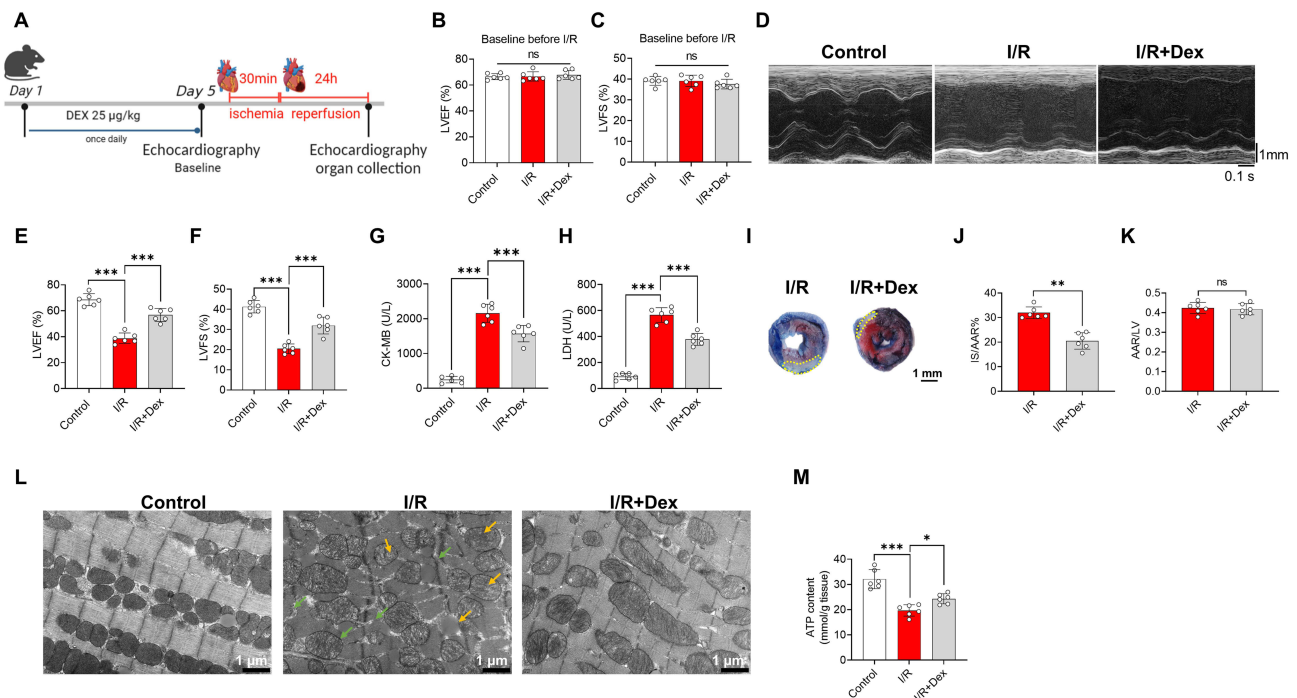 A
Day 1
DEX 25 µg/kg
once daily
Day 5
30min
24h
ischemia
reperfusion
Echocardiography
Baseline
Echocardiography
organ collection
B
Baseline before I/R
ns
LVEF (%)
80
60
40
20
0
Control
I/R
I/R+Dex
C
Baseline before I/R
ns
LVFS (%)
50
40
30
20
10
0
Control
I/R
I/R+Dex
D
Control
I/R
I/R+Dex
1mm
0.1 s
E
***
***
LVEF (%)
80
60
40
20
0
Control
I/R
I/R+Dex
F
***
***
LVFS (%)
50
40
30
20
10
0
Control
I/R
I/R+Dex
G
***
***
CK-MB (U/L)
3000
2000
1000
0
Control
I/R
I/R+Dex
H
***
***
LDH (U/L)
800
600
400
200
0
Control
I/R
I/R+Dex
I
I/R
I/R+Dex
1 mm
J
**
IS/AAR%
50
40
30
20
10
0
I/R
I/R+Dex
K
ns
AAR/LV
0.5
0.4
0.3
0.2
0.1
0.0
I/R
I/R+Dex
L
Control
1 µm
I/R
1 µm
I/R+Dex
1 µm
M
***
*
ATP content
(mmol/g tissue)
40
30
20
10
0
Control
I/R
I/R+Dex